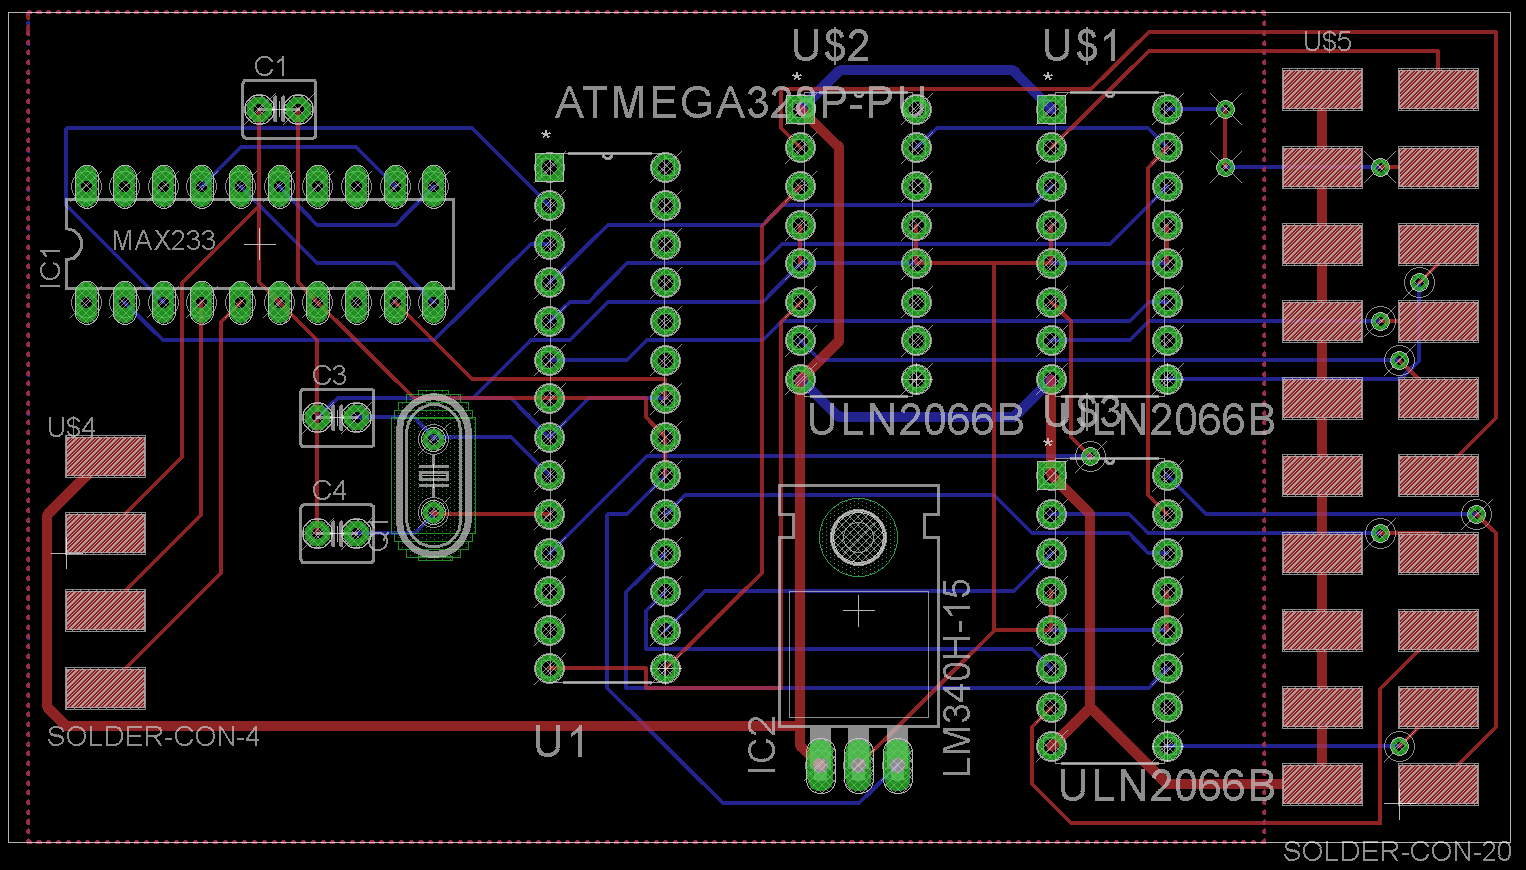 U$2
U$1
U$5
C1
ATMEGA328P-PU
*
*
*
MAX233
IC1
C3
U$4
ULN2066B
U$3
ULN2066B
*
C4
LM340H-15
SOLDER-CON-4
U1
IC2
ULN2066B
SOLDER-CON-20